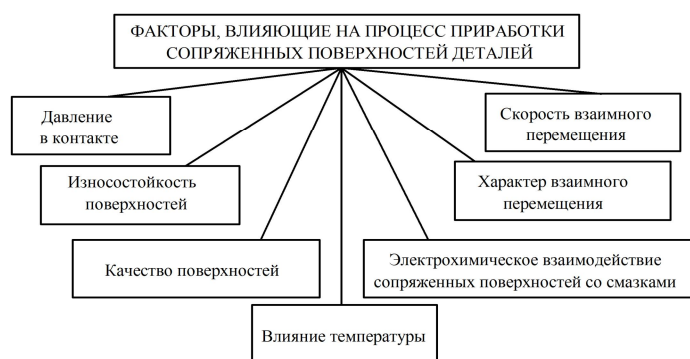 ФАКТОРЫ, ВЛИЯЮЩИЕ НА ПРОЦЕСС ПРИРАБОТКИ
СОПРЯЖЕННЫХ ПОВЕРХНОСТЕЙ ДЕТАЛЕЙ
Давление
в контакте
Скорость взаимного
перемещения
Износостойкость
поверхностей
Характер взаимного
перемещения
Качество поверхностей
Электрохимическое взаимодействие
сопряженных поверхностей со смазками
Влияние температуры